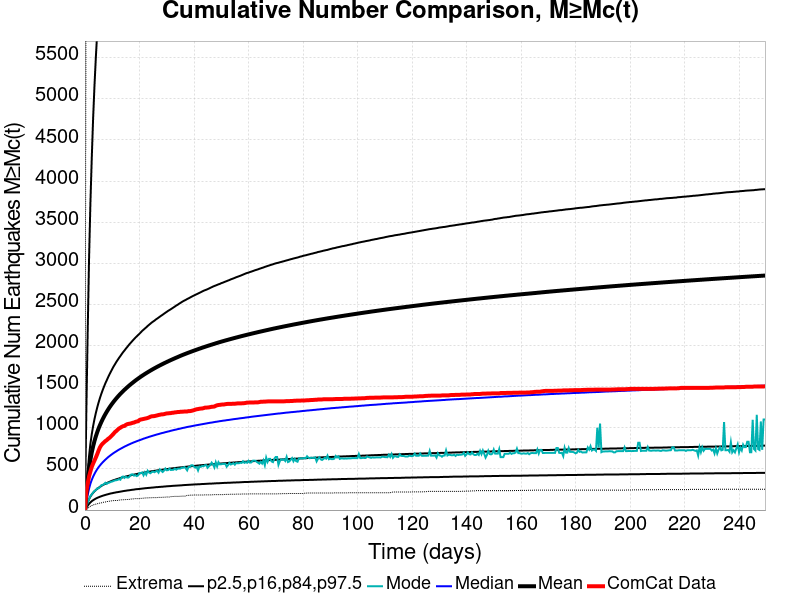 Cumulative Number Comparison, M≥Mc(t)
Cumulative Num Earthquakes M≥Mc(t)
5500
5000
4500
4000
3500
3000
2500
2000
1500
1000
500
0
0 20 40 60 80 100 120 140 160 180 200 220 240
Time (days)
Extrema p2.5,p16,p84,p97.5 Mode Median Mean ComCat Data